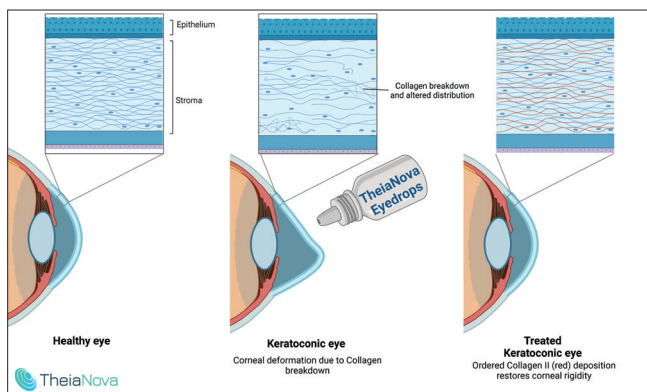 Epithelium
Stroma
Collagen breakdown
and altered distribution
TheiaNova
Eyedrops
Healthy eye
Keratoconic eye
Corneal deformation due to Collagen
breakdown
Treated
Keratoconic eye
Ordered Collagen II (red) deposition
restores corneal rigidity
TheiaNova